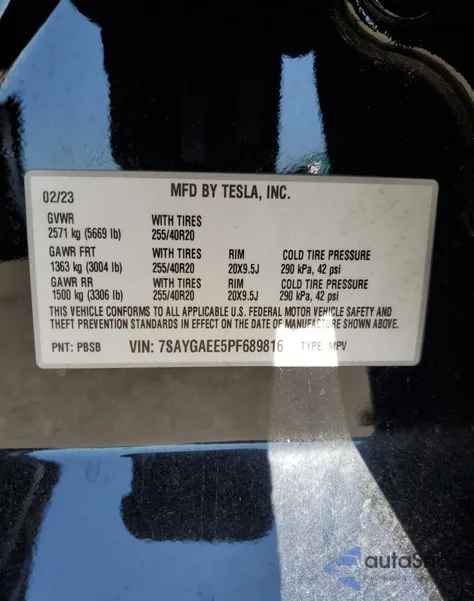 02/23 MFD BY TESLA, INC.
GVWR WITH TIRES
2571 kg (5669 lb) 255/40R20
GAWR FRT WITH TIRES RIM COLD TIRE PRESSURE
1363 kg (3004 lb) 255/40R20 20X9.5J 290 kPa, 42 psi
GAWR RR WITH TIRES RIM COLD TIRE PRESSURE
1500 kg (3306 lb) 255/40R20 20X9.5J 290 kPa, 42 psi
THIS VEHICLE CONFORMS TO ALL APPLICABLE U.S. FEDERAL MOTOR VEHICLE SAFETY AND
THEFT PREVENTION STANDARDS IN EFFECT ON THE DATE OF MANUFACTURE SHOWN ABOVE.
PNT: PBSB VIN: 7SAYGAEE5PF689816 TYPE: MPV